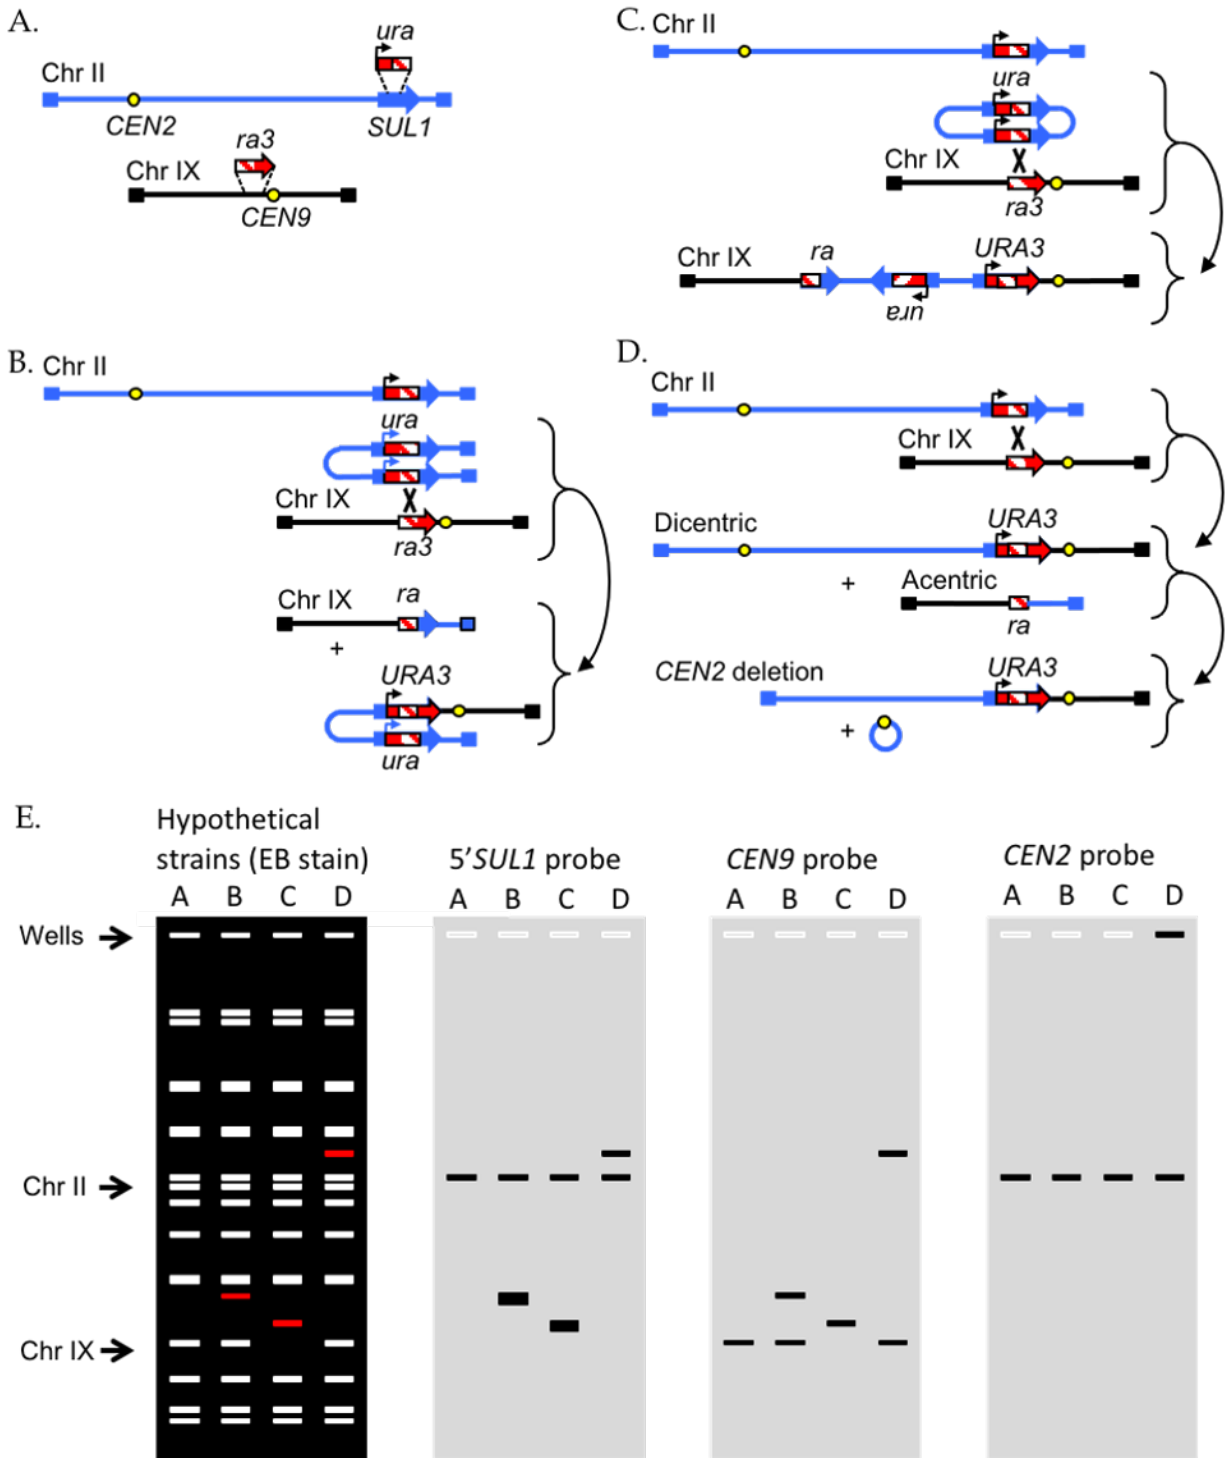 A.
ura
Chr II
CEN2
SUL1
ra3
Chr IX
CEN9
B.
Chr II
ura
Chr IX
ra3
Chr IX
ra
+
URA3
ura
C.
Chr II
ura
Chr IX
ra3
Chr IX
ra
URA3
ura
D.
Chr II
Chr IX
Dicentric
URA3
+
Acentric
ra
CEN2 deletion
URA3
+
E.
Hypothetical
strains (EB stain)
5'SUL1 probe
CEN9 probe
CEN2 probe
A B C D
A B C D
A B C D
A B C D
Wells
Chr II
Chr IX